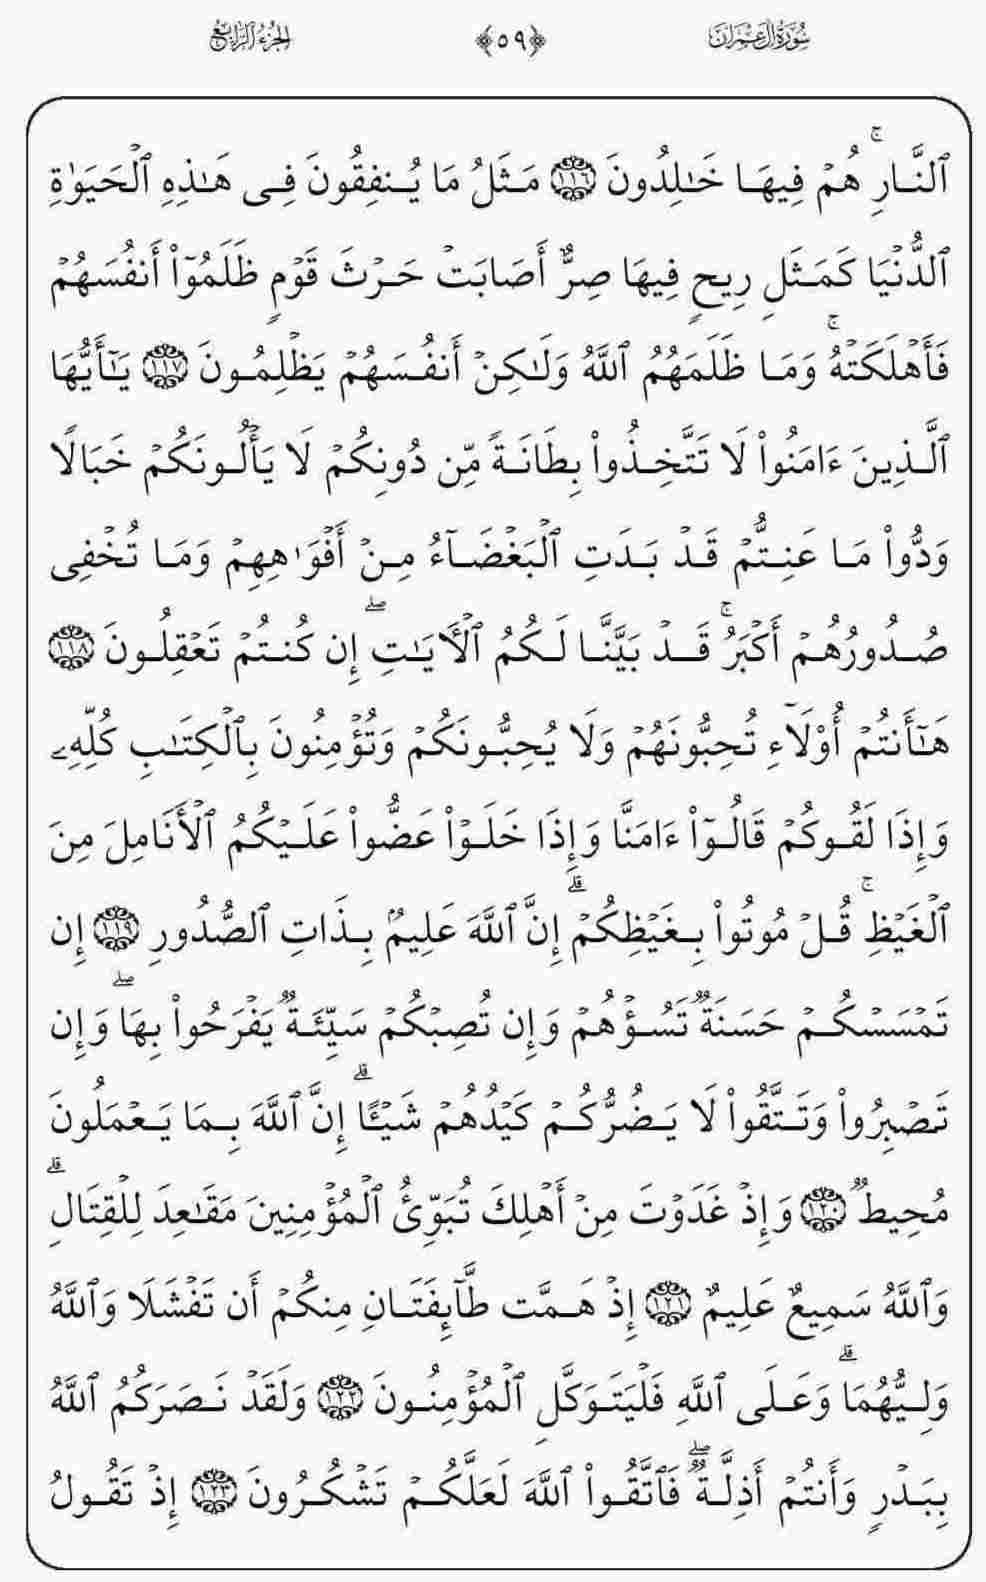 سُورَةُ آلِ عِمْرَانَ ﴿٥٩﴾ الجُزْءُ الرَّابِعُ
ٱلنَّارِۚ هُمۡ فِيهَا خَٰلِدُونَ ١١٦ مَثَلُ مَا يُنفِقُونَ فِى هَٰذِهِ ٱلۡحَيَوٰةِ
ٱلدُّنۡيَا كَمَثَلِ رِيحٍ فِيهَا صِرٌّ أَصَابَتۡ حَرۡثَ قَوۡمٍ ظَلَمُوٓاْ أَنفُسَهُمۡ
فَأَهۡلَكَتۡهُۚ وَمَا ظَلَمَهُمُ ٱللَّهُ وَلَٰكِنۡ أَنفُسَهُمۡ يَظۡلِمُونَ ١١٧ يَٰٓأَيُّهَا
ٱلَّذِينَ ءَامَنُواْ لَا تَتَّخِذُواْ بِطَانَةً مِّن دُونِكُمۡ لَا يَأۡلُونَكُمۡ خَبَالًا
وَدُّواْ مَا عَنِتُّمۡ قَدۡ بَدَتِ ٱلۡبَغۡضَآءُ مِنۡ أَفۡوَٰهِهِمۡ وَمَا تُخۡفِى
صُدُورُهُمۡ أَكۡبَرُۚ قَدۡ بَيَّنَّا لَكُمُ ٱلۡأٓيَٰتِۖ إِن كُنتُمۡ تَعۡقِلُونَ ١١٨
هَٰٓأَنتُمۡ أُوْلَآءِ تُحِبُّونَهُمۡ وَلَا يُحِبُّونَكُمۡ وَتُؤۡمِنُونَ بِٱلۡكِتَٰبِ كُلِّهِۦ
وَإِذَا لَقُوكُمۡ قَالُوٓاْ ءَامَنَّا وَإِذَا خَلَوۡاْ عَضُّواْ عَلَيۡكُمُ ٱلۡأَنَامِلَ مِنَ
ٱلۡغَيۡظِۚ قُلۡ مُوتُواْ بِغَيۡظِكُمۡۗ إِنَّ ٱللَّهَ عَلِيمُۢ بِذَاتِ ٱلصُّدُورِ ١١٩ إِن
تَمۡسَسۡكُمۡ حَسَنَةٌ تَسُؤۡهُمۡ وَإِن تُصِبۡكُمۡ سَيِّئَةٌ يَفۡرَحُواْ بِهَاۖ وَإِن
تَصۡبِرُواْ وَتَتَّقُواْ لَا يَضُرُّكُمۡ كَيۡدُهُمۡ شَيۡـًٔاۗ إِنَّ ٱللَّهَ بِمَا يَعۡمَلُونَ
مُحِيطٌ ١٢٠ وَإِذۡ غَدَوۡتَ مِنۡ أَهۡلِكَ تُبَوِّئُ ٱلۡمُؤۡمِنِينَ مَقَٰعِدَ لِلۡقِتَالِۗ
وَٱللَّهُ سَمِيعٌ عَلِيمٌ ١٢١ إِذۡ هَمَّت طَّآئِفَتَانِ مِنكُمۡ أَن تَفۡشَلَا وَٱللَّهُ
وَلِيُّهُمَاۗ وَعَلَى ٱللَّهِ فَلۡيَتَوَكَّلِ ٱلۡمُؤۡمِنُونَ ١٢٢ وَلَقَدۡ نَصَرَكُمُ ٱللَّهُ
بِبَدۡرٍ وَأَنتُمۡ أَذِلَّةٌۖ فَٱتَّقُواْ ٱللَّهَ لَعَلَّكُمۡ تَشۡكُرُونَ ١٢٣ إِذۡ تَقُولُ